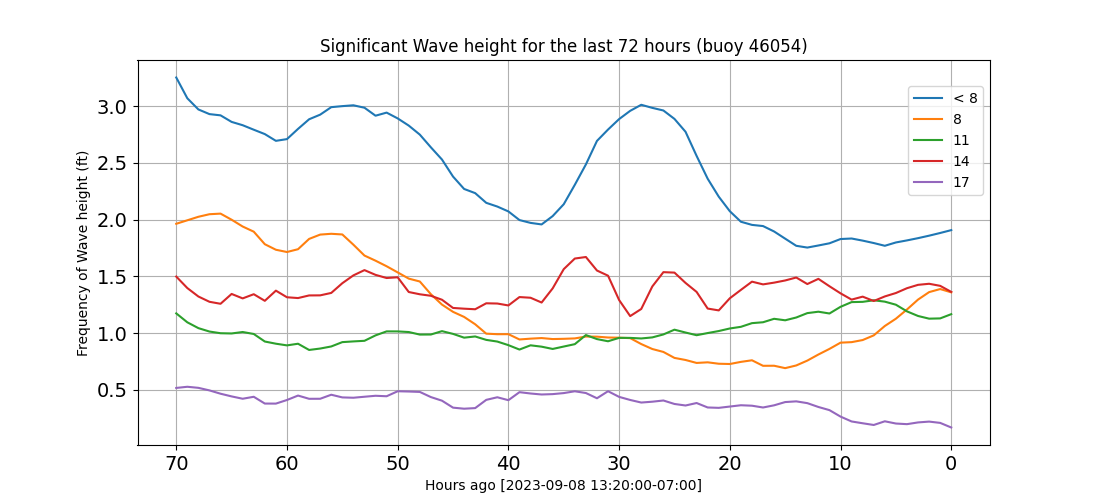 Significant Wave height for the last 72 hours (buoy 46054)
Frequency of Wave height (ft)
3.0
2.5
2.0
1.5
1.0
0.5
< 8
8
11
14
17
70 60 50 40 30 20 10 0
Hours ago [2023-09-08 13:20:00-07:00]